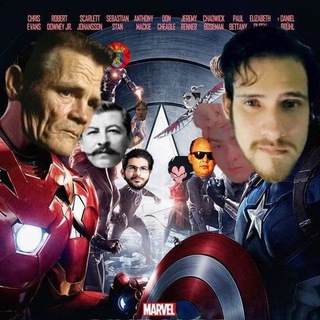 CHRIS ROBERT SCARLETT SEBASTIAN ANTHONY DON JEREMY CHADWICK PAUL ELIZABETH DANIEL
EVANS DOWNEY JR. JOHANSSON STAN MACKIE CHEADLE RENNER BOSEMAN BETTANY BRÜHL
MARVEL